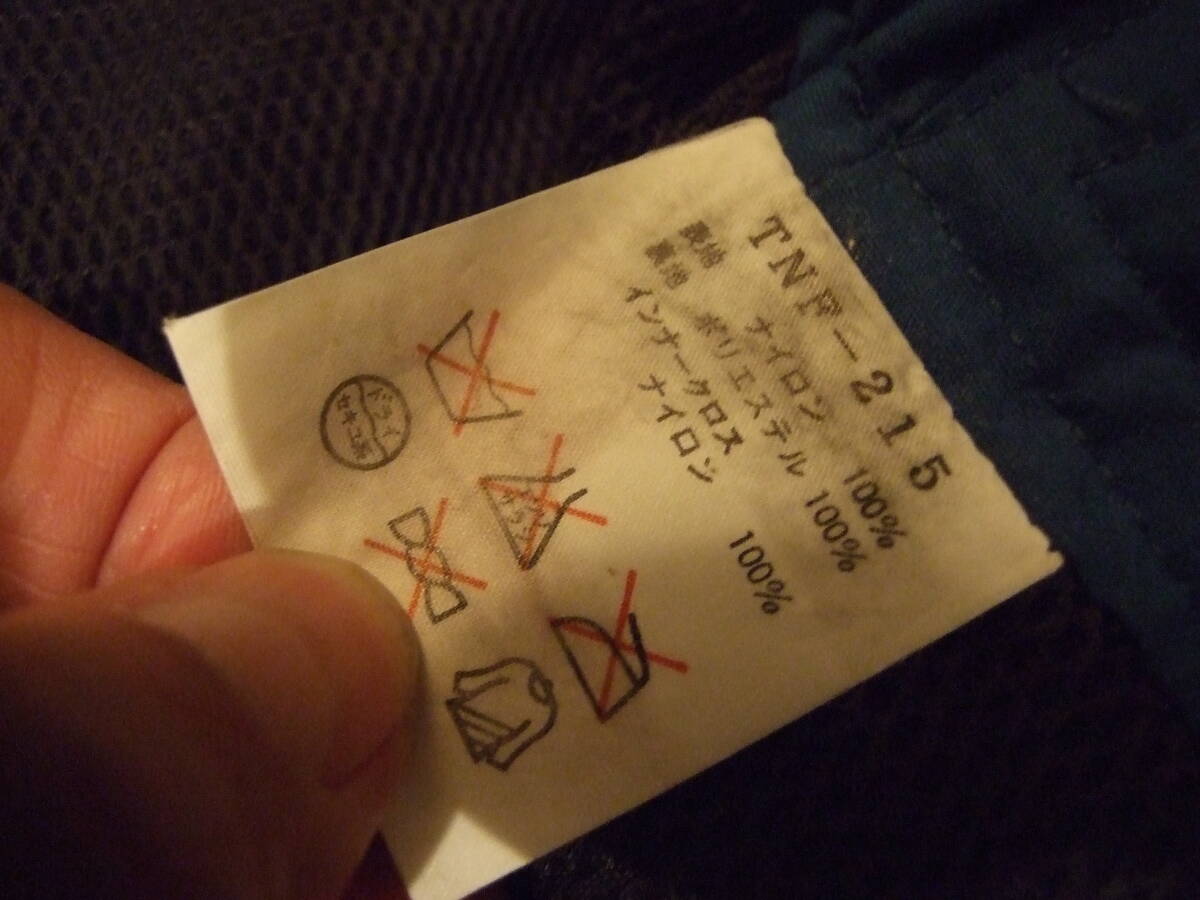 TNF-215
表地 ナイロン 100%
裏地 ポリエステル 100%
インナークロス
ナイロン 100%
ドライ
セキユ系